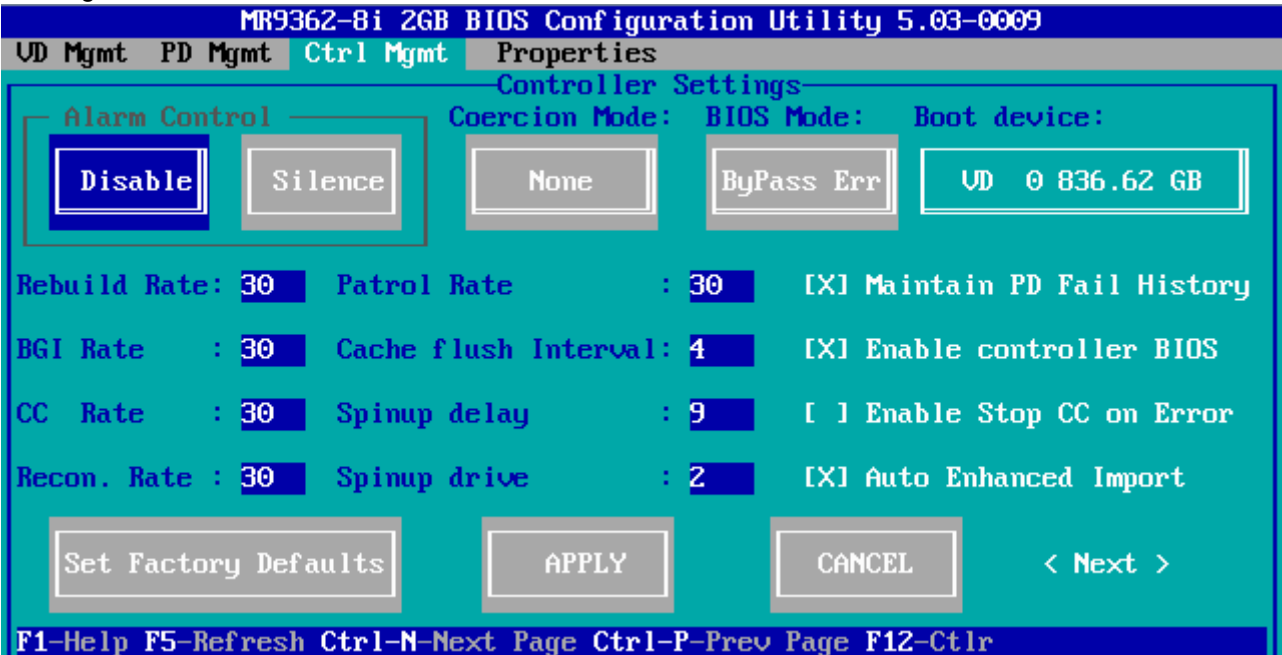 MR9362-8i 2GB BIOS Configuration Utility 5.03-0009
VD Mgmt PD Mgmt Ctrl Mgmt Properties
Controller Settings
Alarm Control Coercion Mode: BIOS Mode: Boot device:
Disable Silence None ByPass Err VD 0 836.62 GB
Rebuild Rate: 30 Patrol Rate : 30 [X] Maintain PD Fail History
BGI Rate : 30 Cache flush Interval: 4 [X] Enable controller BIOS
CC Rate : 30 Spinup delay : 9 [ ] Enable Stop CC on Error
Recon. Rate : 30 Spinup drive : 2 [X] Auto Enhanced Import
Set Factory Defaults APPLY CANCEL < Next >
F1-Help F5-Refresh Ctrl-N-Next Page Ctrl-P-Prev Page F12-Ctlr